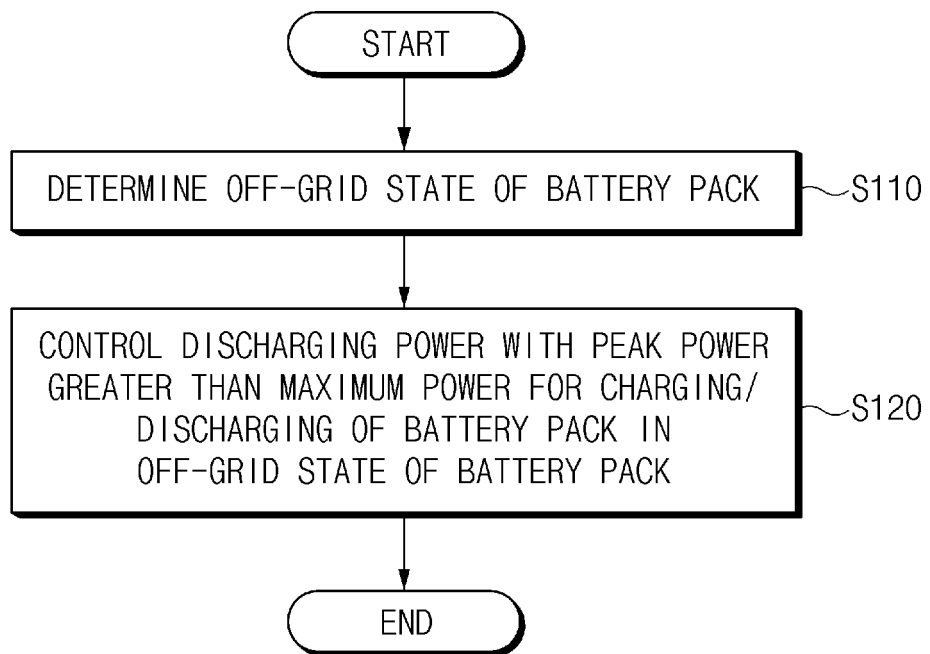 START
DETERMINE OFF-GRID STATE OF BATTERY PACK
S110
CONTROL DISCHARGING POWER WITH PEAK POWER
GREATER THAN MAXIMUM POWER FOR CHARGING/
DISCHARGING OF BATTERY PACK IN
OFF-GRID STATE OF BATTERY PACK
S120
END